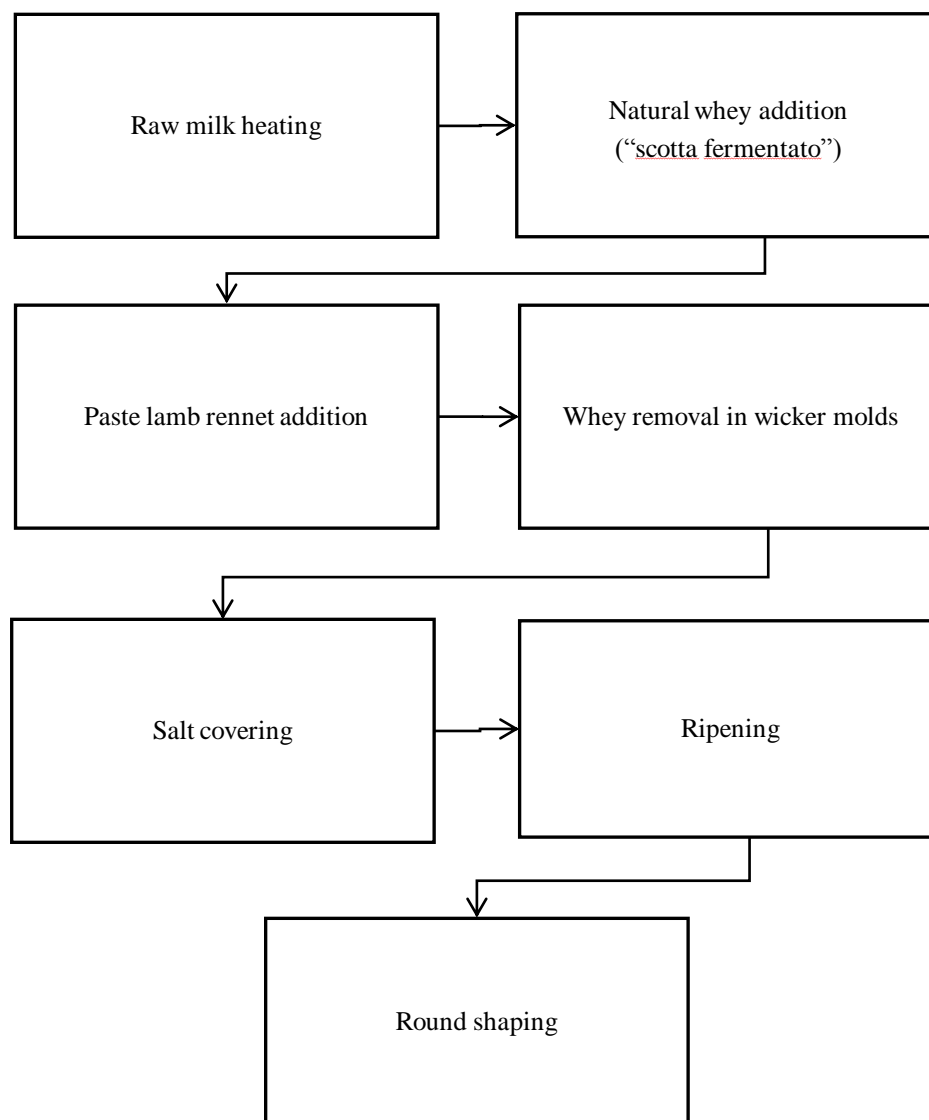 Raw milk heating
Natural whey addition
(“scotta fermentato”)
Paste lamb rennet addition
Whey removal in wicker molds
Salt covering
Ripening
Round shaping